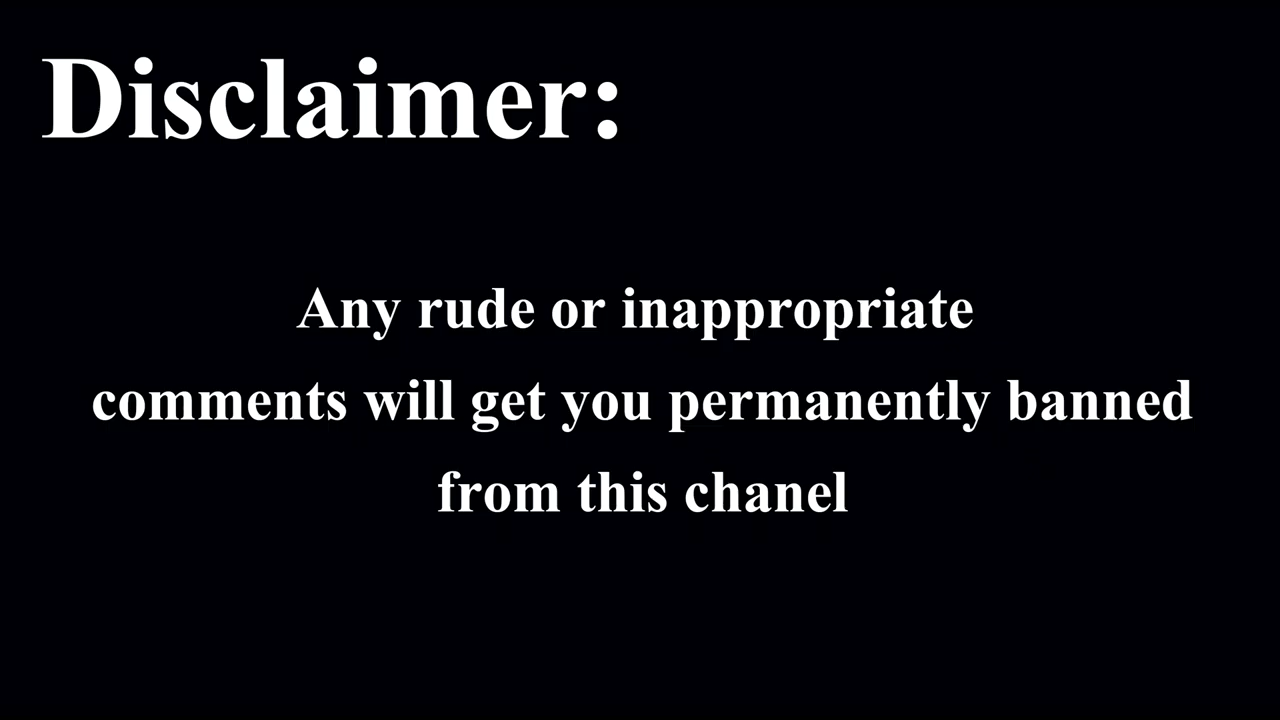 Disclaimer:
Any rude or inappropriate
comments will get you permanently banned
from this chanel